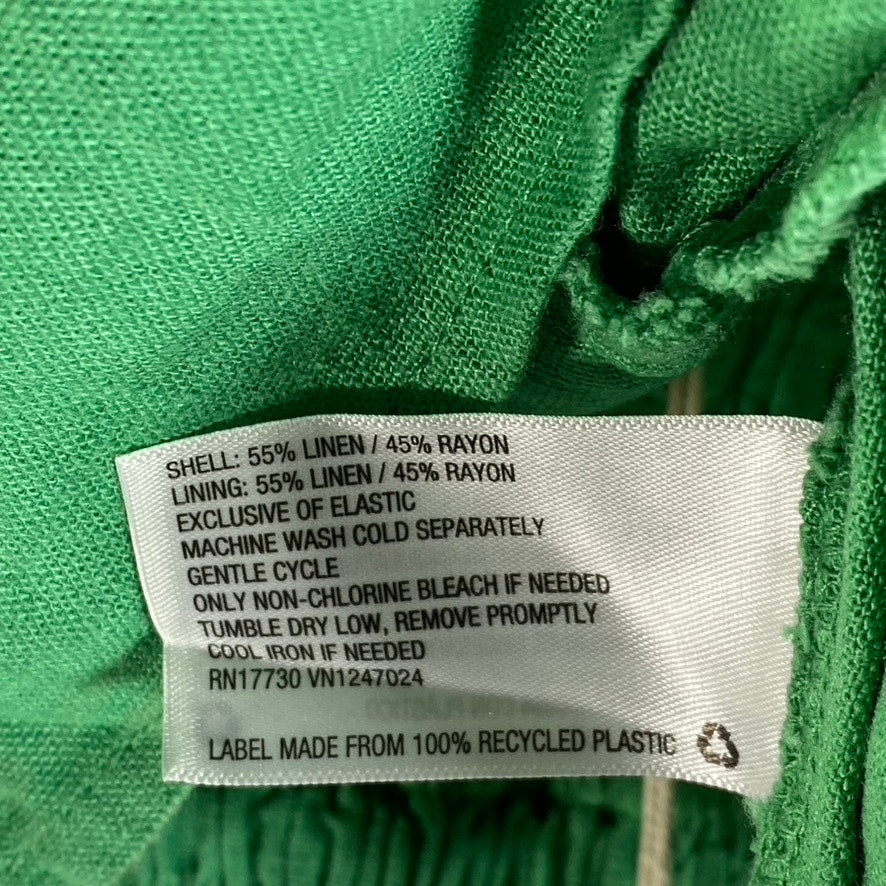 SHELL: 55% LINEN / 45% RAYON
LINING: 55% LINEN / 45% RAYON
EXCLUSIVE OF ELASTIC
MACHINE WASH COLD SEPARATELY
GENTLE CYCLE
ONLY NON-CHLORINE BLEACH IF NEEDED
TUMBLE DRY LOW, REMOVE PROMPTLY
COOL IRON IF NEEDED
RN17730 VN1247024
LABEL MADE FROM 100% RECYCLED PLASTIC